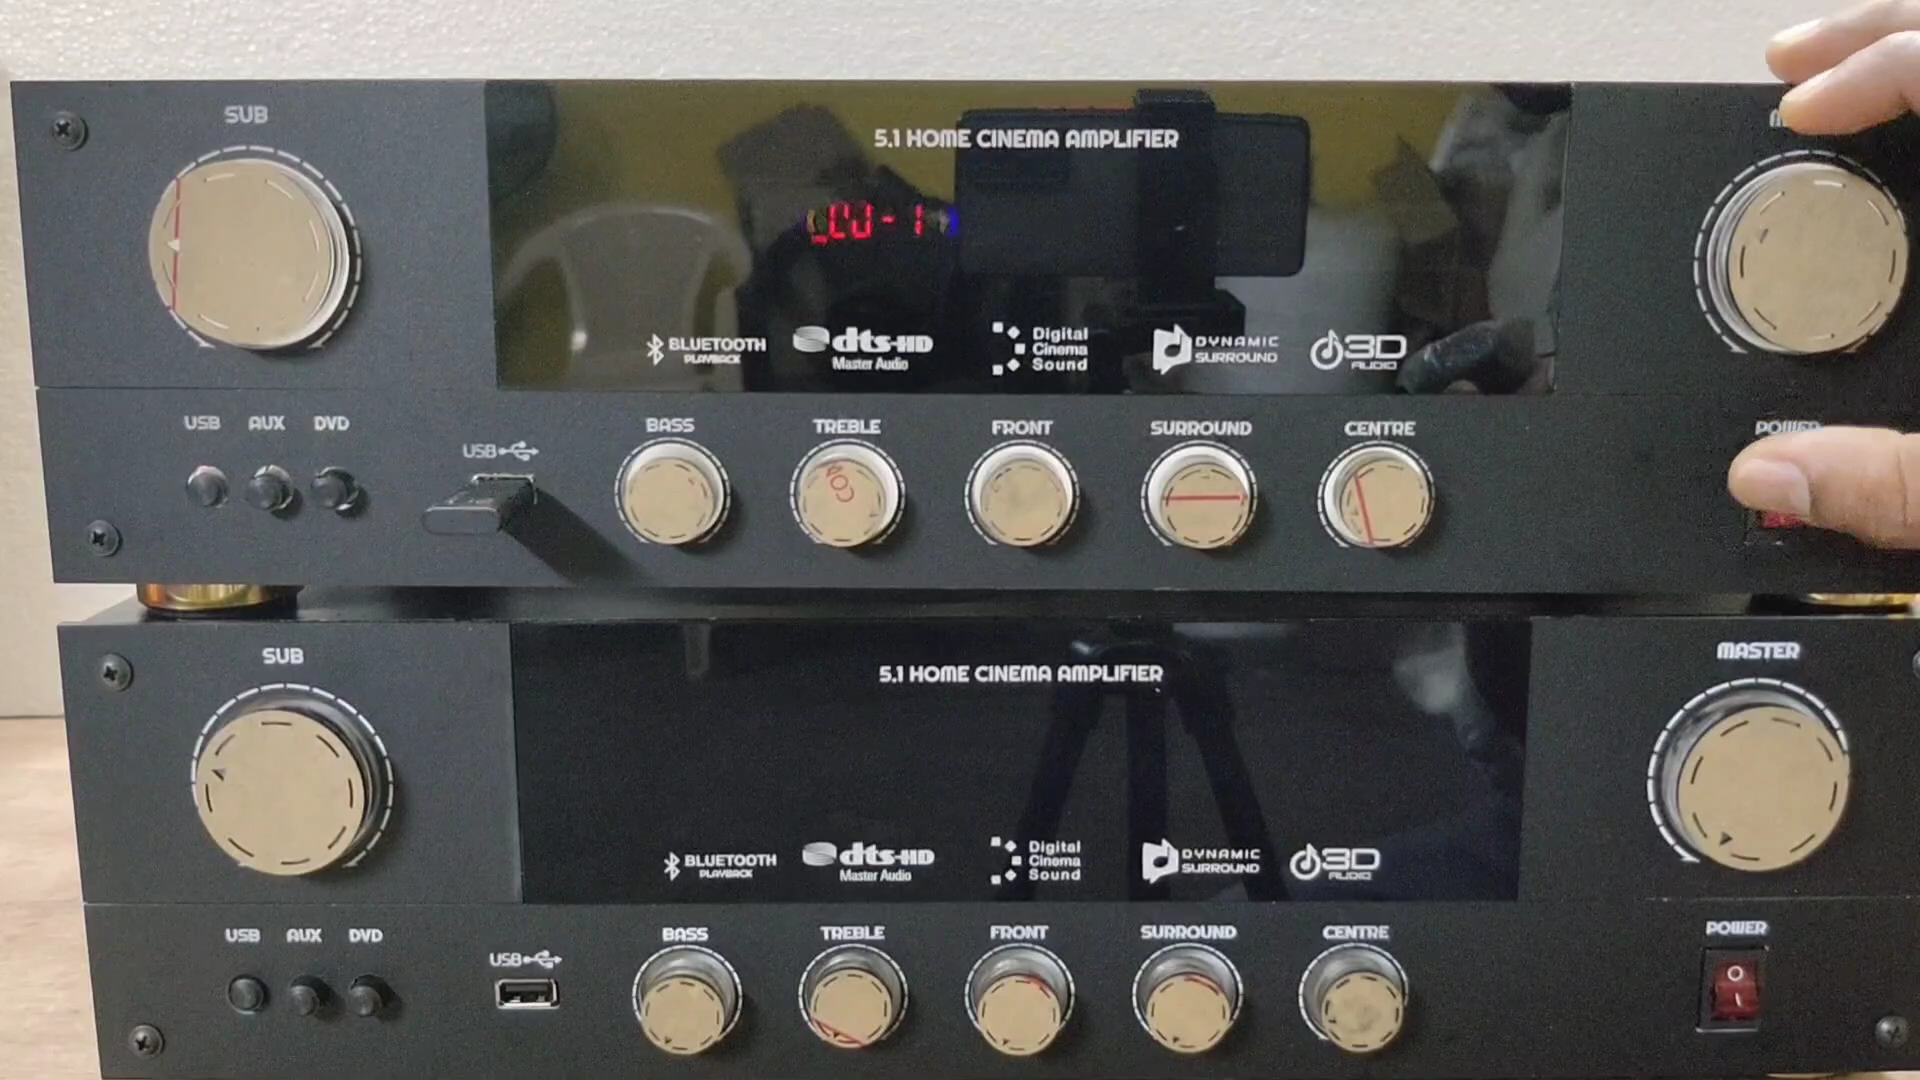 SUB
5.1 HOME CINEMA AMPLIFIER
BLUETOOTH
PLAYBACK
dts-HD
Master Audio
Digital
Cinema
Sound
DYNAMIC
SURROUND
3D
AUDIO
USB AUX DVD
USB
BASS TREBLE FRONT SURROUND CENTRE
POWER
SUB
5.1 HOME CINEMA AMPLIFIER
MASTER
BLUETOOTH
PLAYBACK
dts-HD
Master Audio
Digital
Cinema
Sound
DYNAMIC
SURROUND
3D
AUDIO
USB AUX DVD
USB
BASS TREBLE FRONT SURROUND CENTRE
POWER